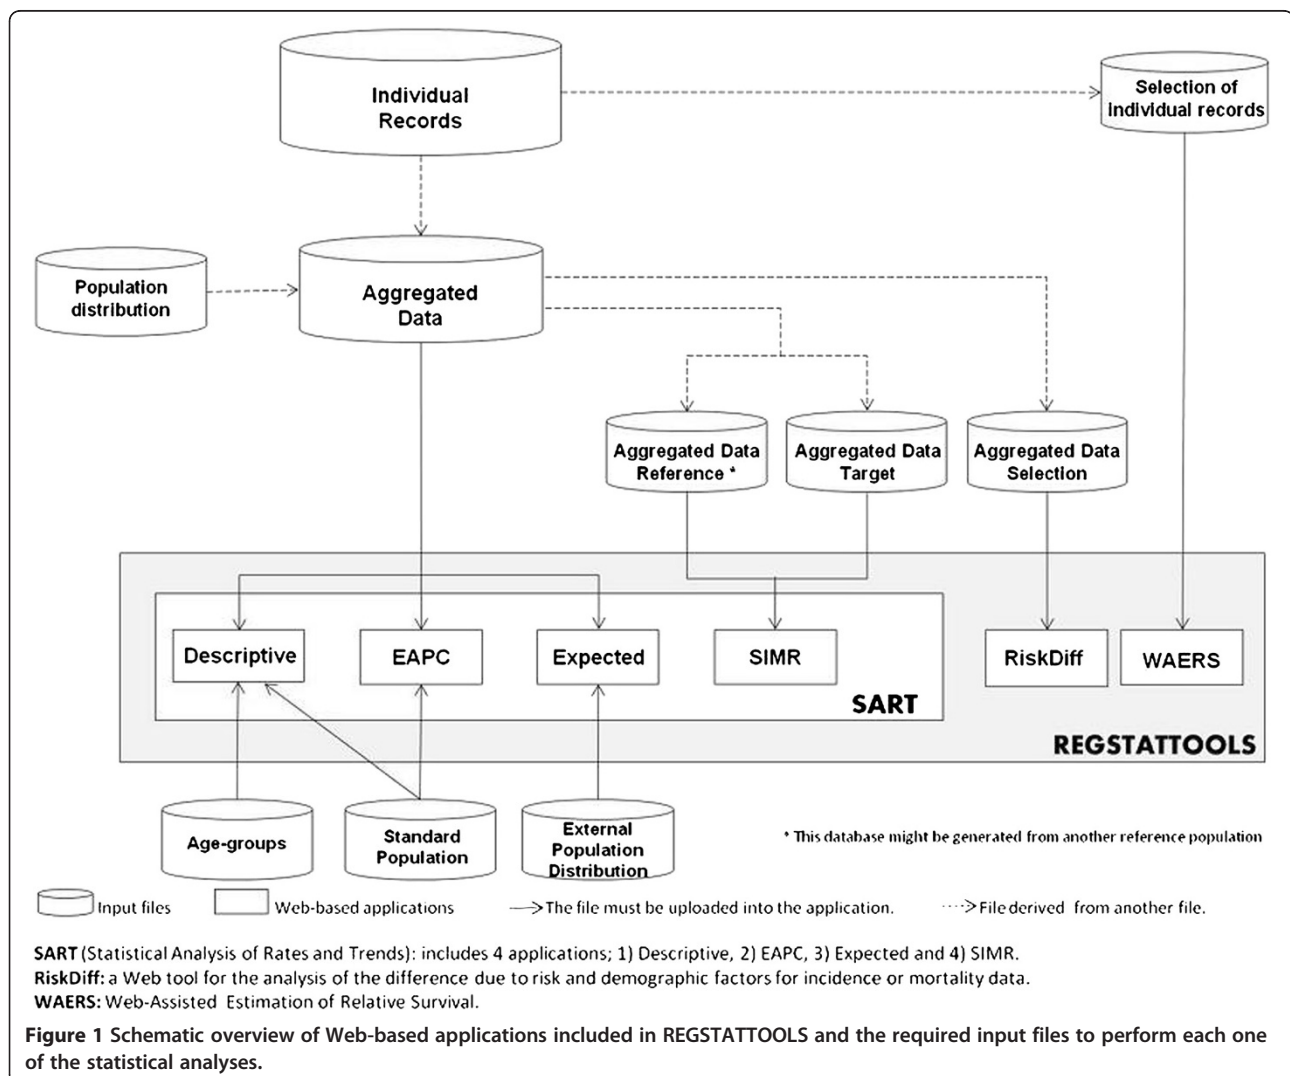 Individual
Records
Selection of
Individual records
Population
distribution
Aggregated
Data
Aggregated Data
Reference *
Aggregated Data
Target
Aggregated Data
Selection
Descriptive
EAPC
Expected
SIMR
RiskDiff
WAERS
SART
REGSTATTOOLS
Age-groups
Standard
Population
External
Population
Distribution
* This database might be generated from another reference population
Input files
Web-based applications
The file must be uploaded into the application.
File derived from another file.
SART (Statistical Analysis of Rates and Trends): includes 4 applications; 1) Descriptive, 2) EAPC, 3) Expected and 4) SIMR.
RiskDiff: a Web tool for the analysis of the difference due to risk and demographic factors for incidence or mortality data.
WAERS: Web-Assisted Estimation of Relative Survival.
Figure 1 Schematic overview of Web-based applications included in REGSTATTOOLS and the required input files to perform each one
of the statistical analyses.